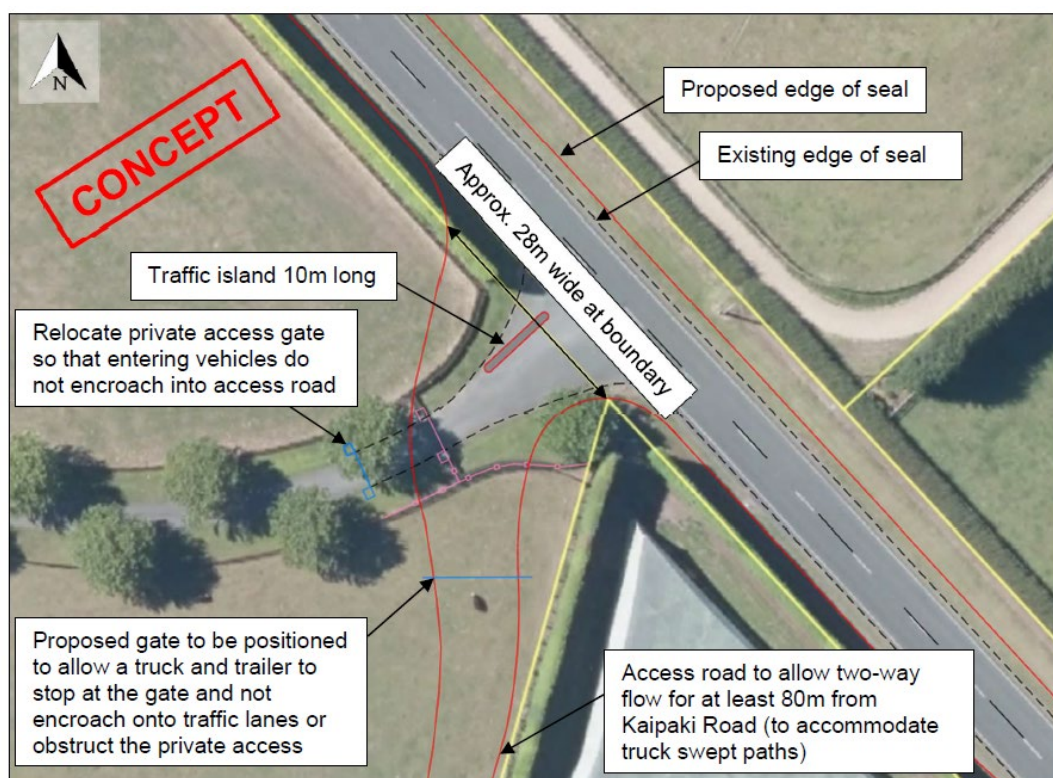 N
CONCEPT
Proposed edge of seal
Existing edge of seal
Approx. 28m wide at boundary
Traffic island 10m long
Relocate private access gate
so that entering vehicles do
not encroach into access road
Proposed gate to be positioned
to allow a truck and trailer to
stop at the gate and not
encroach onto traffic lanes or
obstruct the private access
Access road to allow two-way
flow for at least 80m from
Kaipaki Road (to accommodate
truck swept paths)